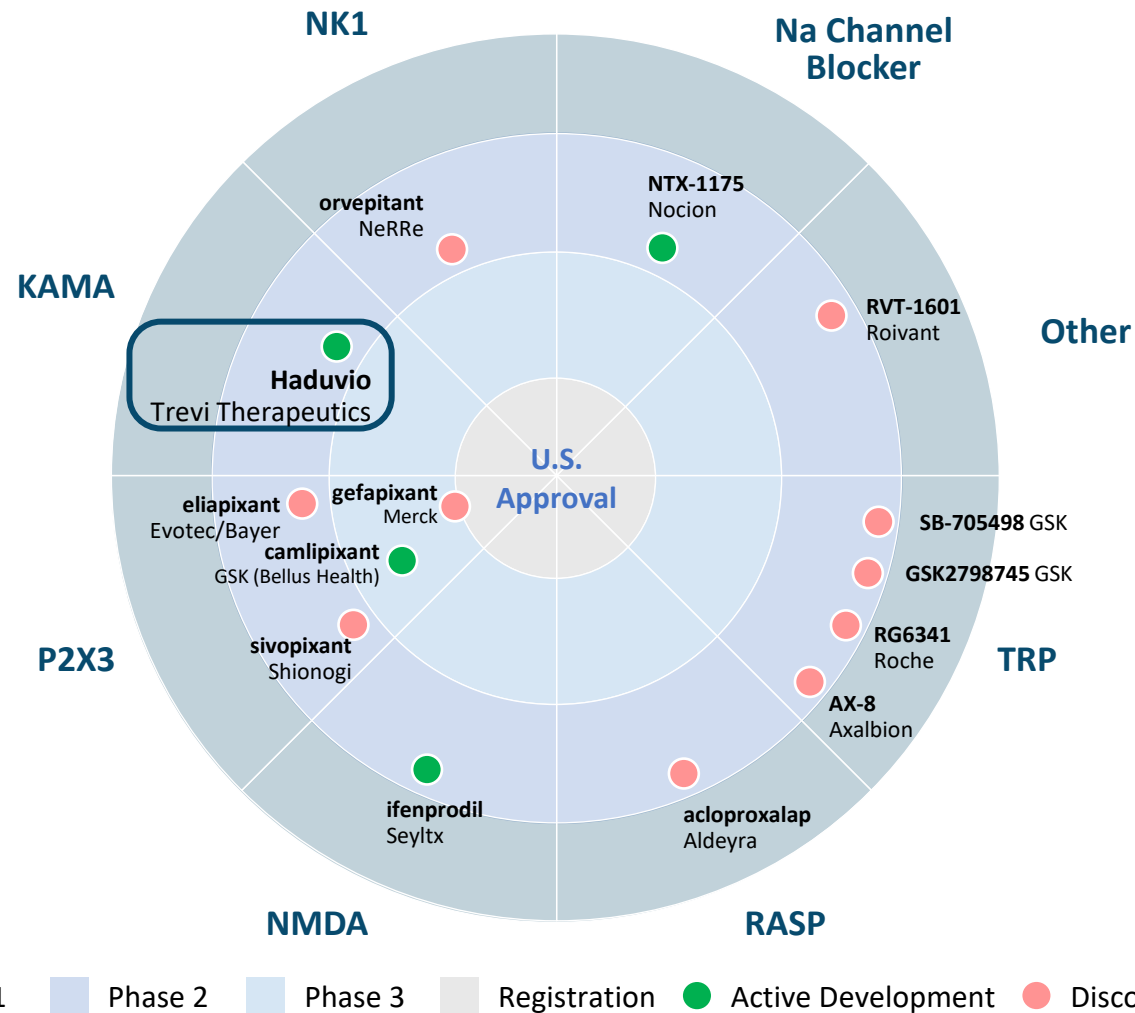 NK1
Na Channel
Blocker
NTX-1175
Nocion
orvepitant
NeRRe
KAMA
RVT-1601
Roivant
Other
Haduvio
Trevi Therapeutics
U.S.
Approval
eliapixant
Evotec/Bayer
gefapixant
Merck
camlipixant
GSK (Bellus Health)
SB-705498 GSK
GSK2798745 GSK
sivopixant
Shionogi
P2X3
RG6341
Roche
TRP
AX-8
Axalbion
ifenprodil
Seyltx
acloproxalap
Aldeyra
NMDA
RASP
1 Phase 2 Phase 3 Registration Active Development Disco